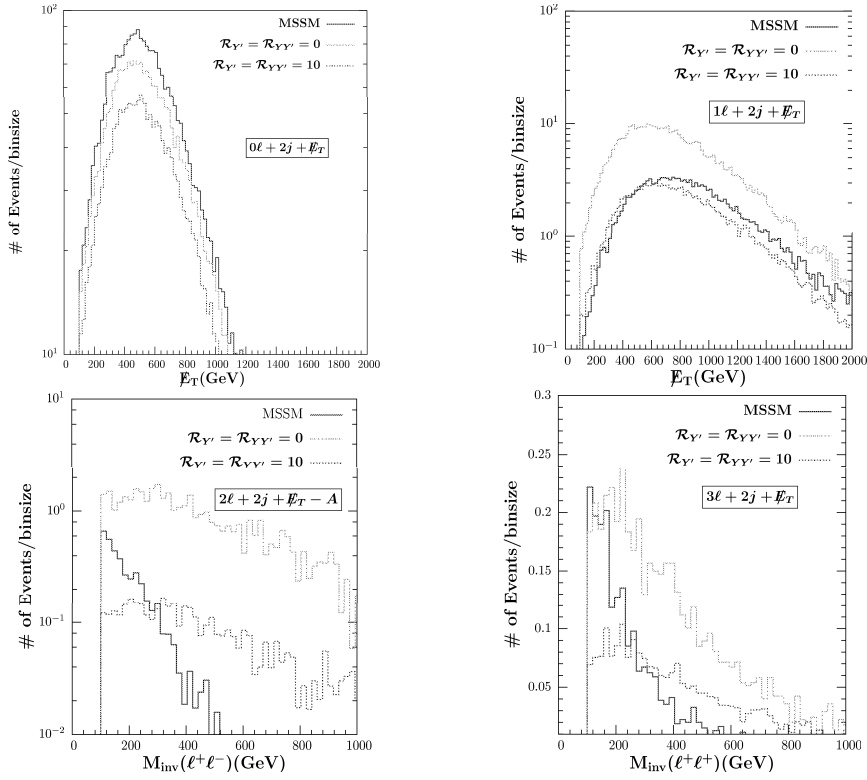 10²
MSSM
𝓡_Y′ = 𝓡_YY′ = 0
𝓡_Y′ = 𝓡_YY′ = 10
0ℓ + 2j + E̸_T
# of Events/binsize
10¹
0 200 400 600 800 1000 1200 1400 1600 1800 2000
E̸_T(GeV)
10²
MSSM
𝓡_Y′ = 𝓡_YY′ = 0
𝓡_Y′ = 𝓡_YY′ = 10
1ℓ + 2j + E̸_T
# of Events/binsize
10¹
10⁰
10⁻¹
0 200 400 600 800 1000 1200 1400 1600 1800 2000
E̸_T(GeV)
10¹
MSSM
𝓡_Y′ = 𝓡_YY′ = 0
𝓡_Y′ = 𝓡_YY′ = 10
2ℓ + 2j + E̸_T − A
# of Events/binsize
10⁰
10⁻¹
10⁻²
0 200 400 600 800 1000
M_inv(ℓ⁺ℓ⁻)(GeV)
0.3
MSSM
𝓡_Y′ = 𝓡_YY′ = 0
0.25
𝓡_Y′ = 𝓡_YY′ = 10
3ℓ + 2j + E̸_T
# of Events/binsize
0.2
0.15
0.1
0.05
0 200 400 600 800 1000
M_inv(ℓ⁺ℓ⁺)(GeV)